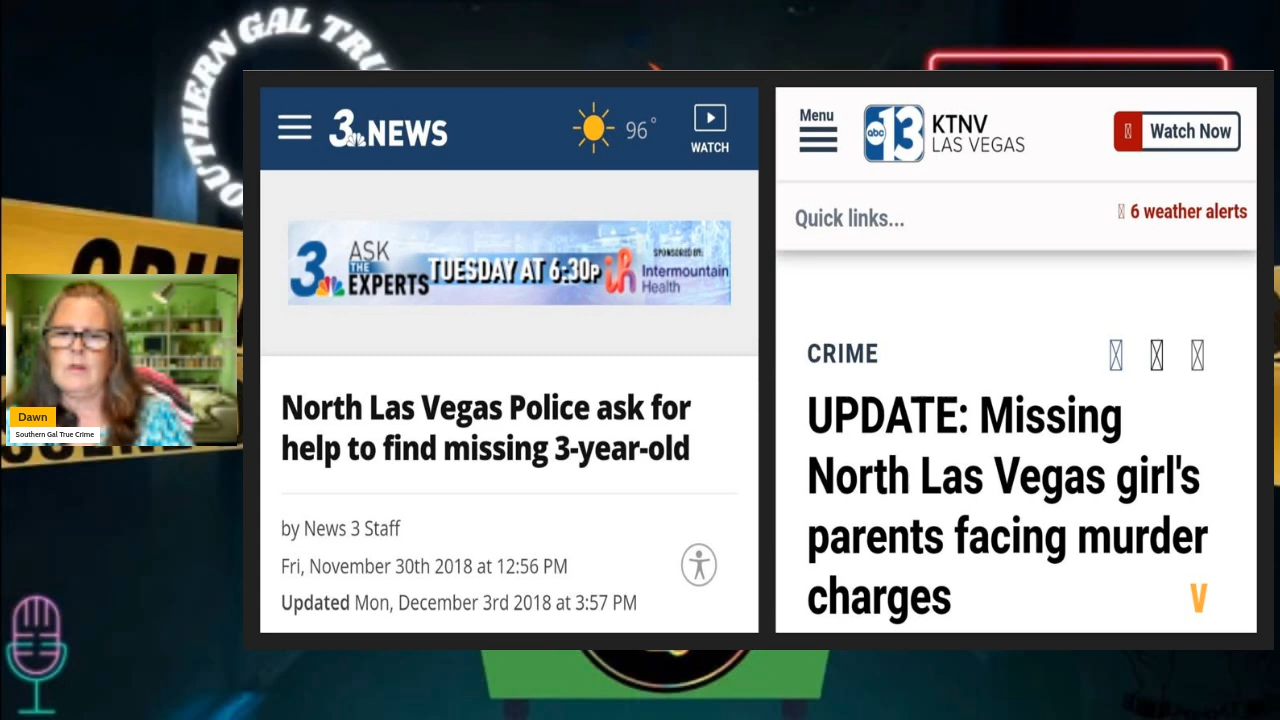 SOUTHERN GAL TRU
3 NEWS
96°
WATCH
3 ASK THE EXPERTS
TUESDAY AT 6:30p
SPONSORED BY:
Intermountain
Health
North Las Vegas Police ask for
help to find missing 3-year-old
by News 3 Staff
Fri, November 30th 2018 at 12:56 PM
Updated Mon, December 3rd 2018 at 3:57 PM
Menu
abc 13
KTNV
LAS VEGAS
Watch Now
Quick links...
6 weather alerts
CRIME
UPDATE: Missing
North Las Vegas girl's
parents facing murder
charges
V
Dawn
Southern Gal True Crime